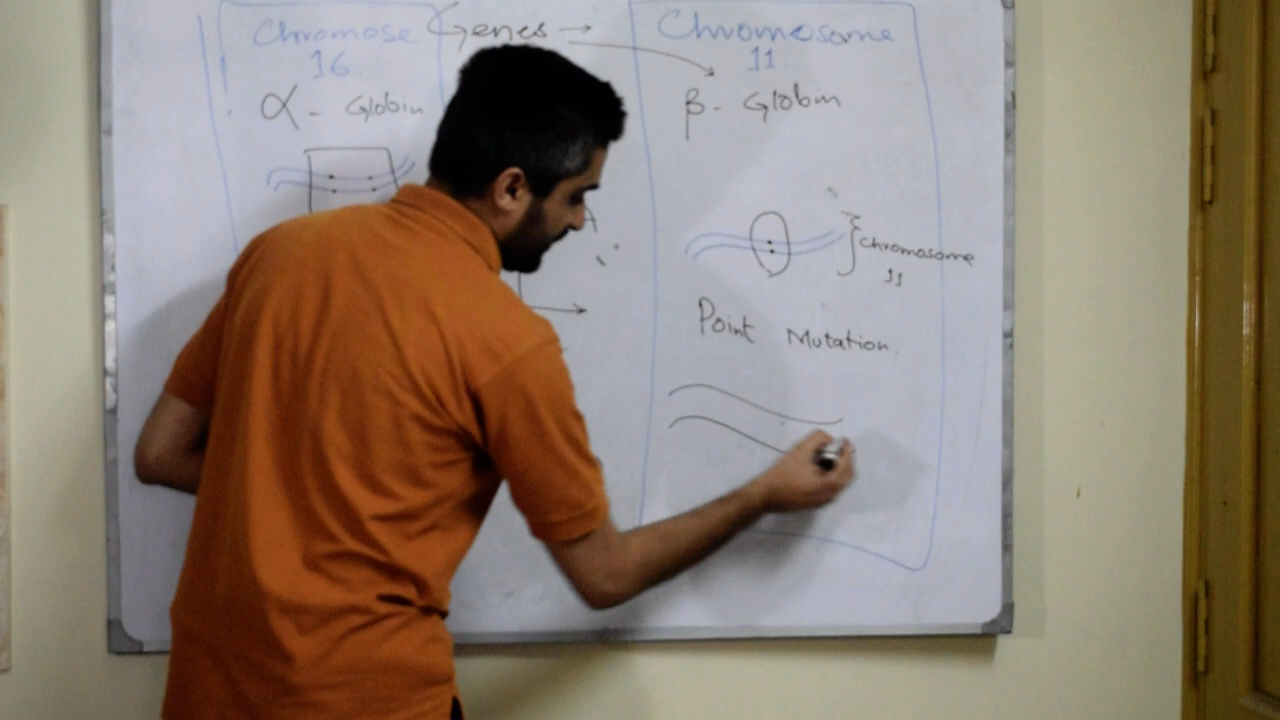 Genes →
Chromose
16
α - Globin
Chromosome
11
β - Globin
A
} Chromosome
11
Point Mutation.